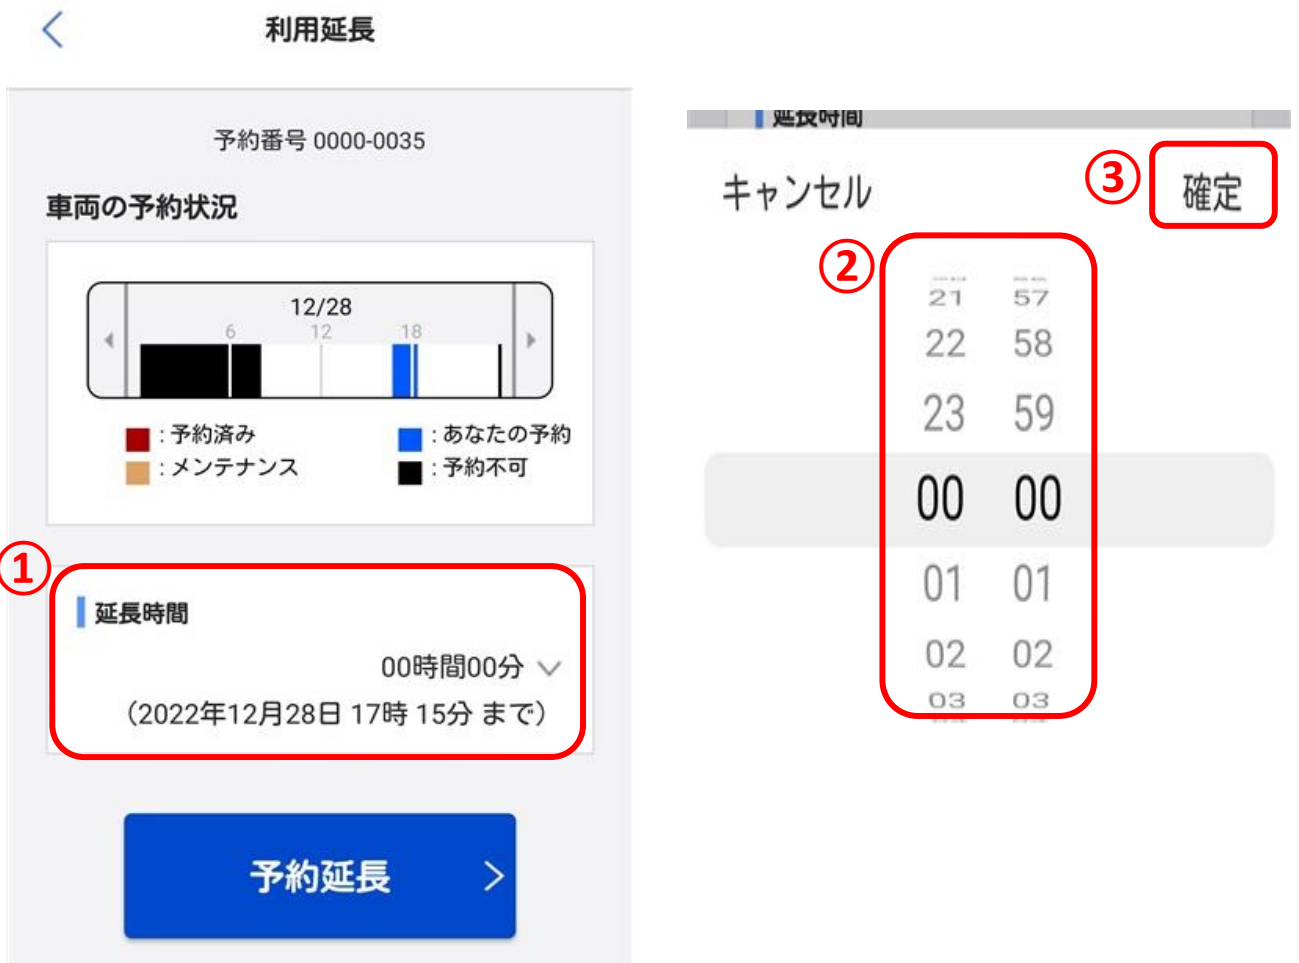 利用延長
予約番号 0000-0035
車両の予約状況
12/28
6 12 18
: 予約済み : あなたの予約
: メンテナンス : 予約不可
①
延長時間
00時間00分
(2022年12月28日 17時 15分 まで)
予約延長
延長時間
キャンセル ③ 確定
②
21 57
22 58
23 59
00 00
01 01
02 02
03 03